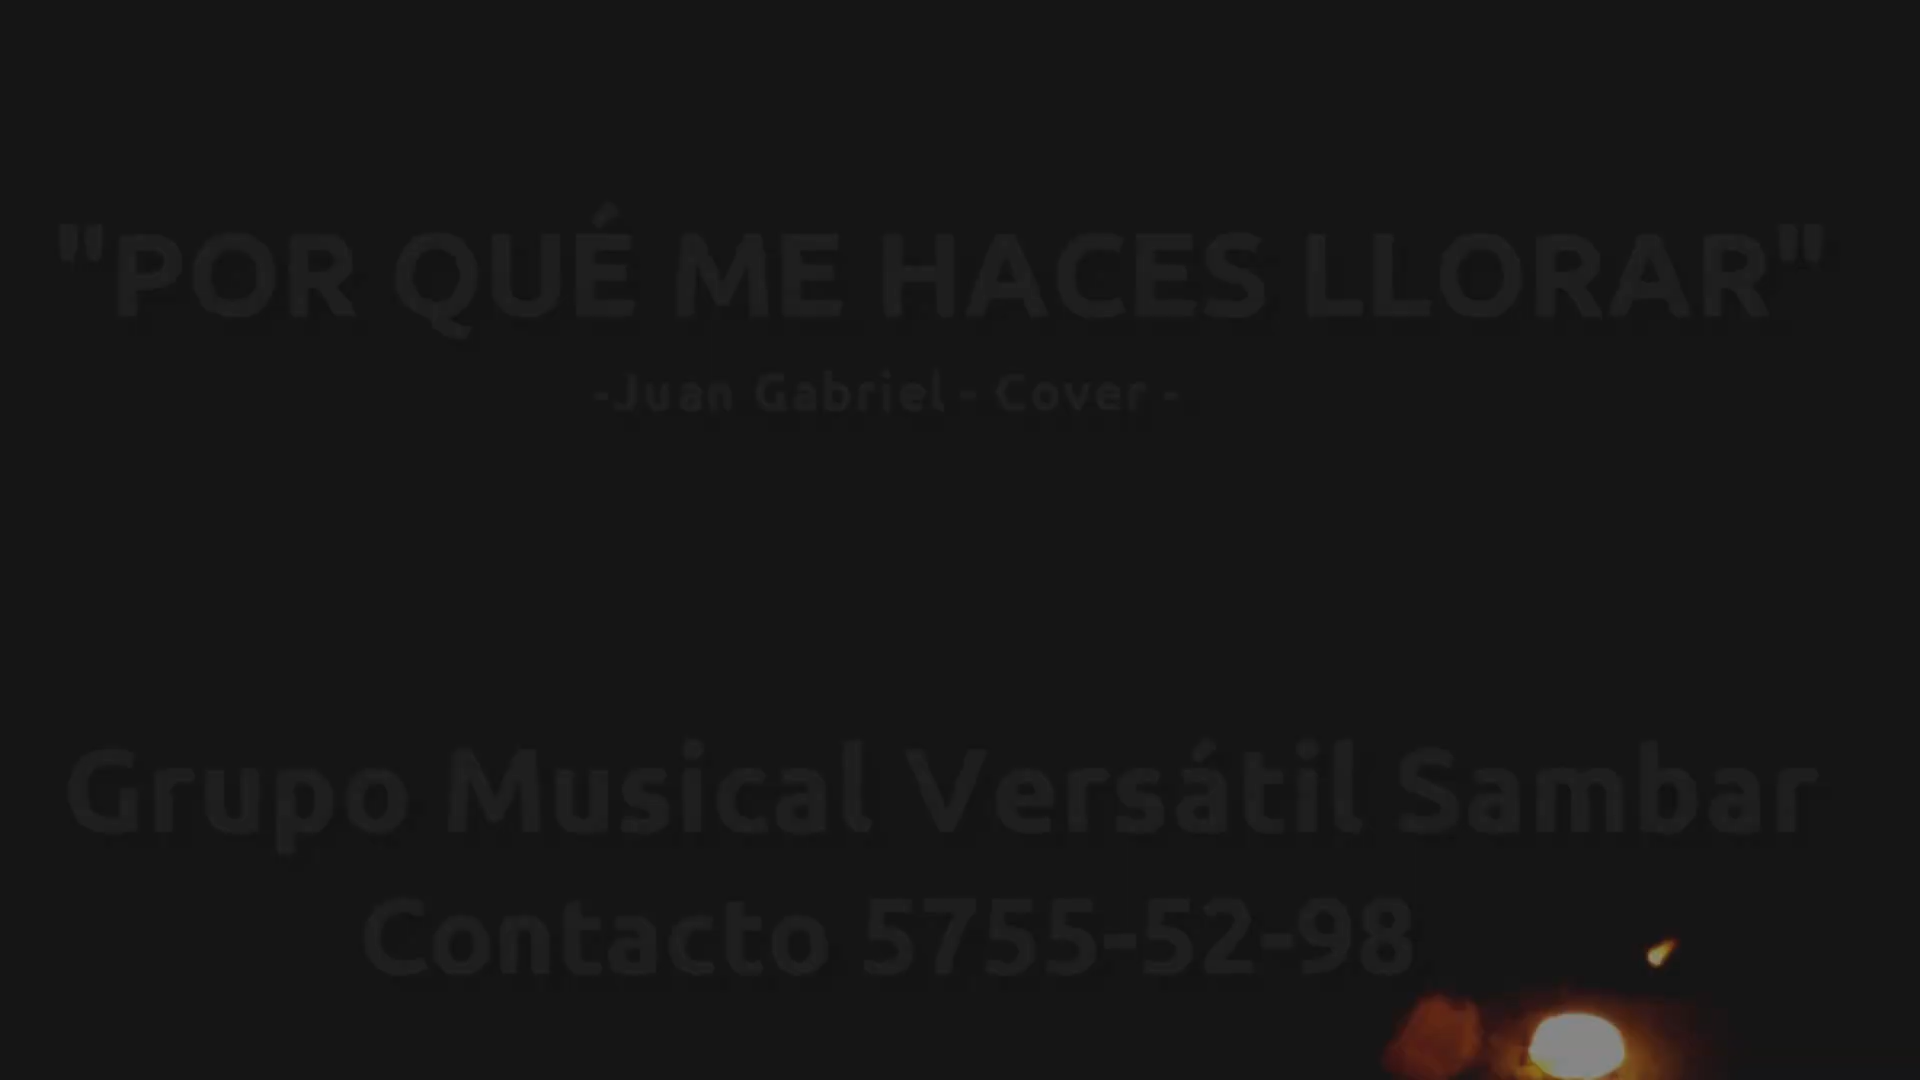 "POR QUÉ ME HACES LLORAR"
-Juan Gabriel - Cover -
Grupo Musical Versátil Sambar
Contacto 5755-52-98